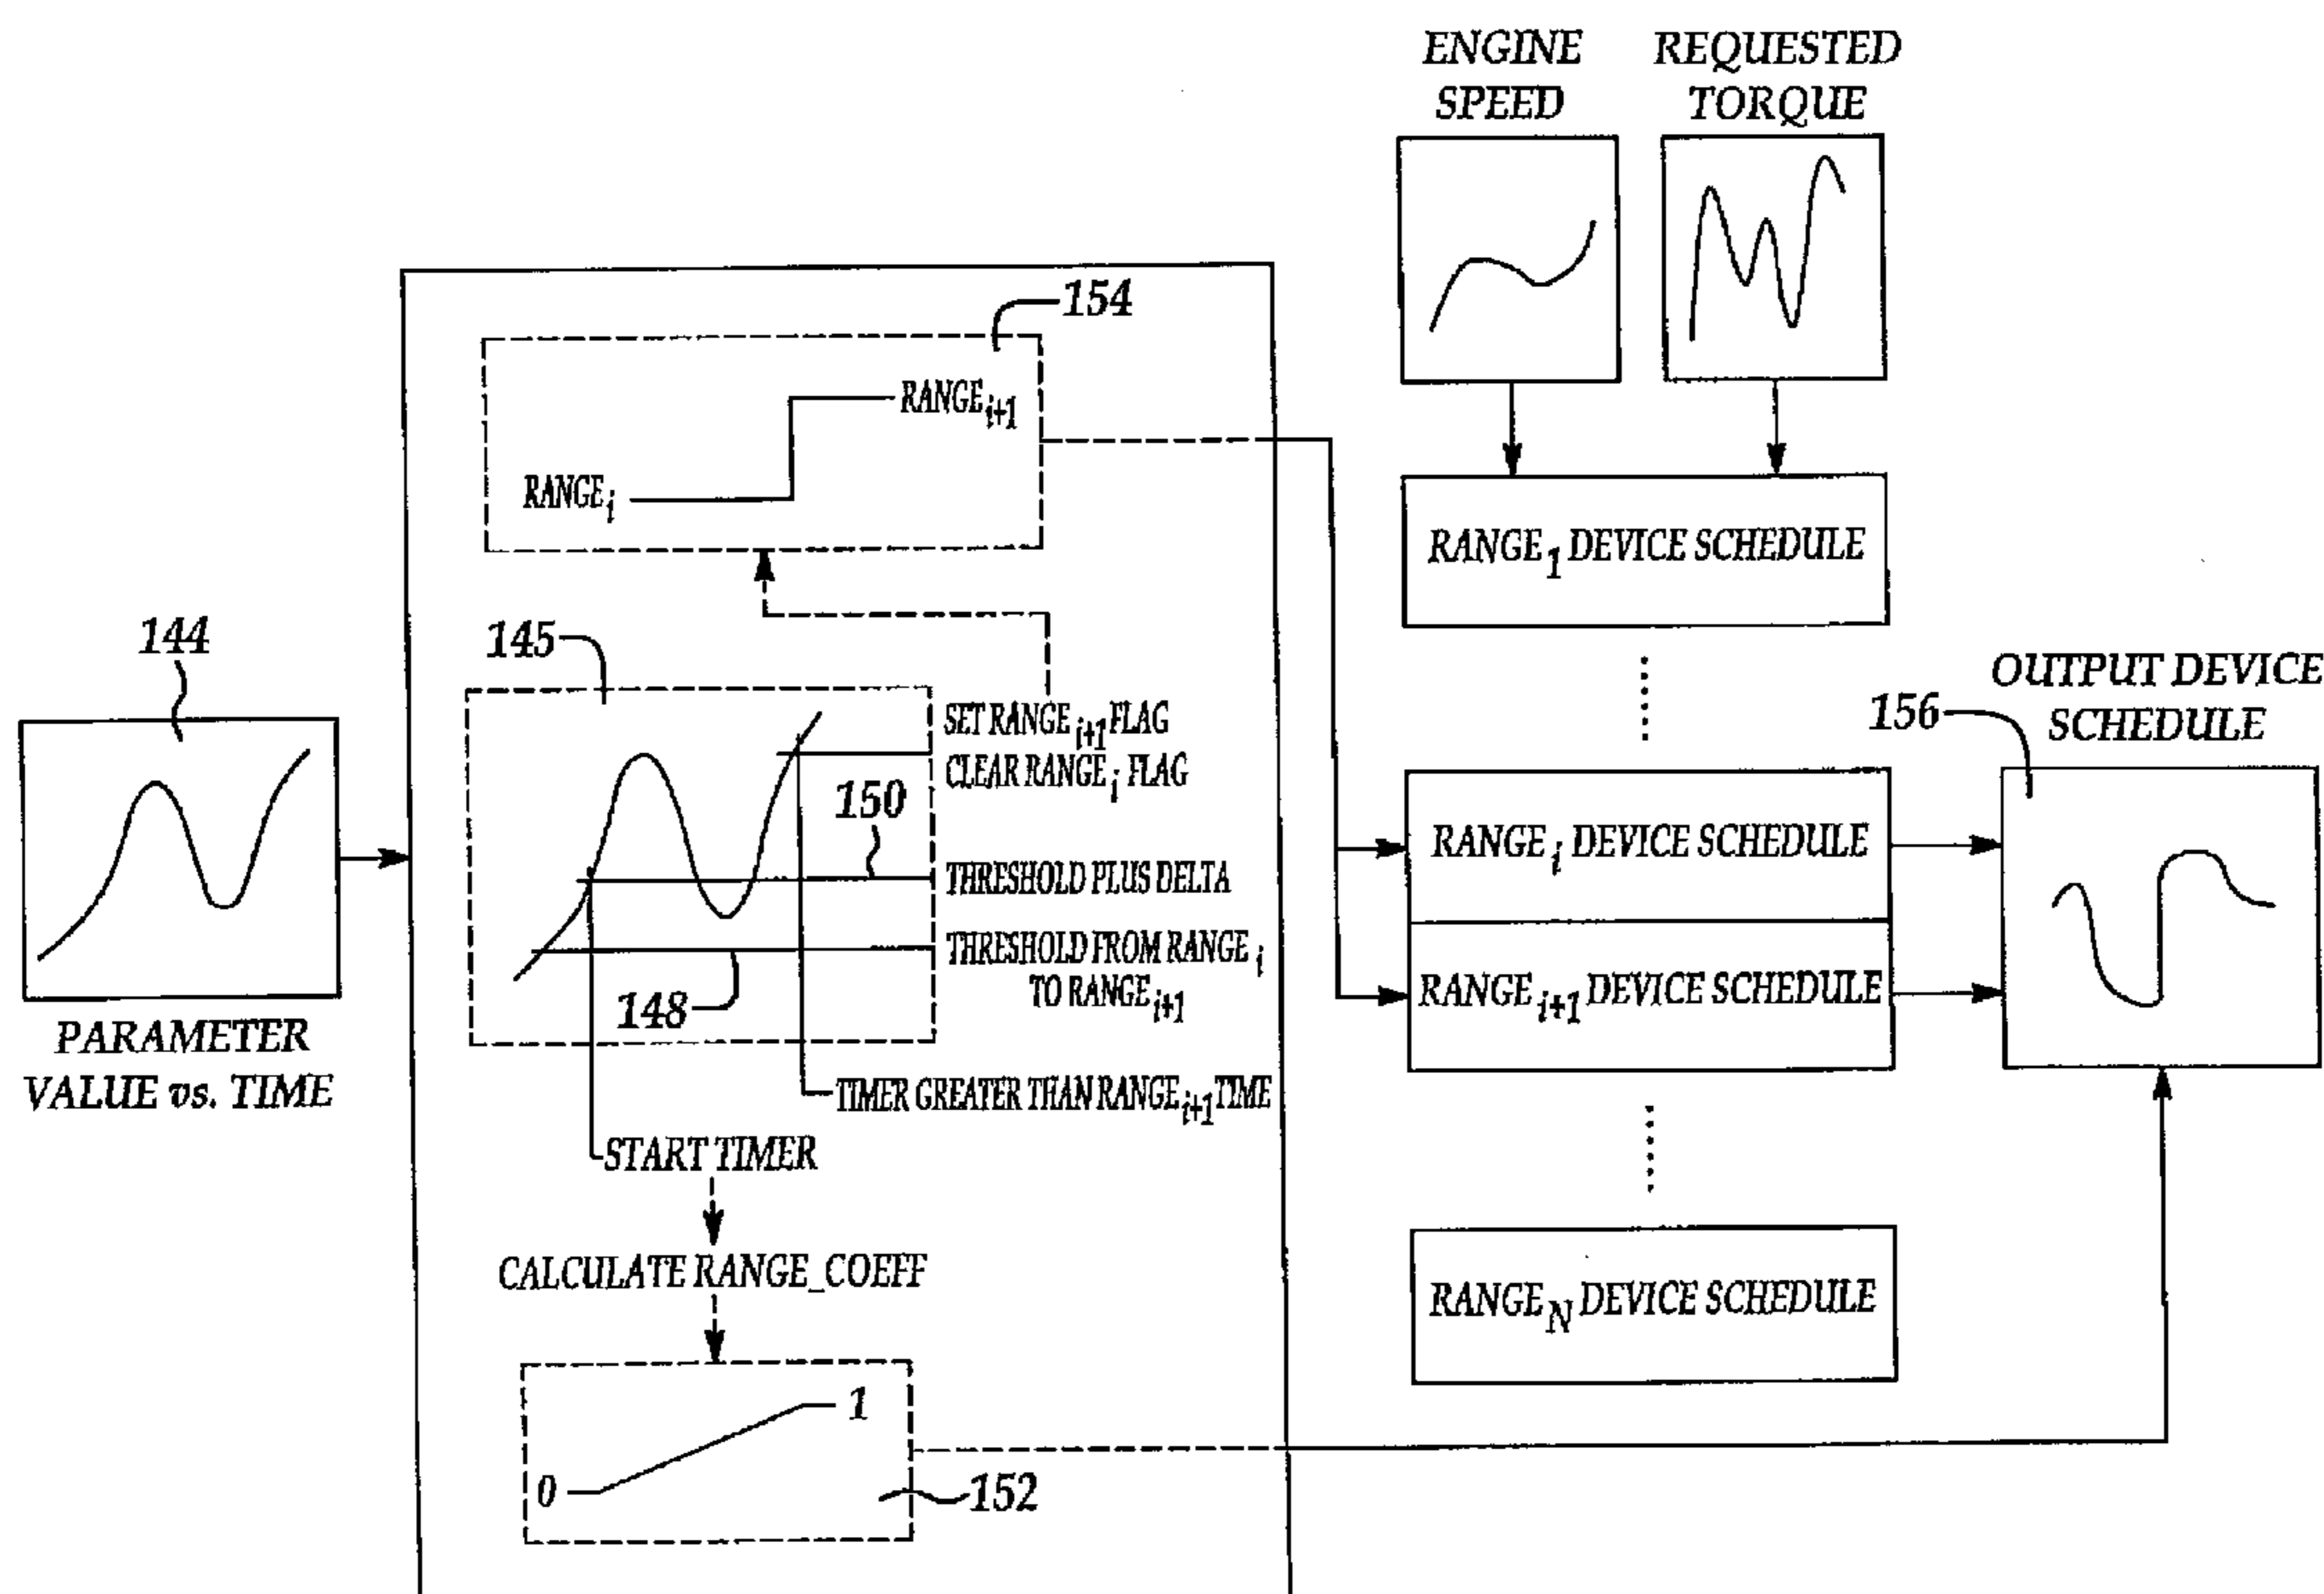 ENGINE
SPEED
REQUESTED
TORQUE
154
RANGE i+1
RANGE i
RANGE 1 DEVICE SCHEDULE
144
145
SET RANGE i+1 FLAG
CLEAR RANGE i FLAG
150
THRESHOLD PLUS DELTA
THRESHOLD FROM RANGE i
TO RANGE i+1
148
TIMER GREATER THAN RANGE i+1 TIME
START TIMER
CALCULATE RANGE_COEFF
1
0
152
PARAMETER
VALUE vs. TIME
RANGE i DEVICE SCHEDULE
RANGE i+1 DEVICE SCHEDULE
RANGE N DEVICE SCHEDULE
OUTPUT DEVICE
SCHEDULE
156